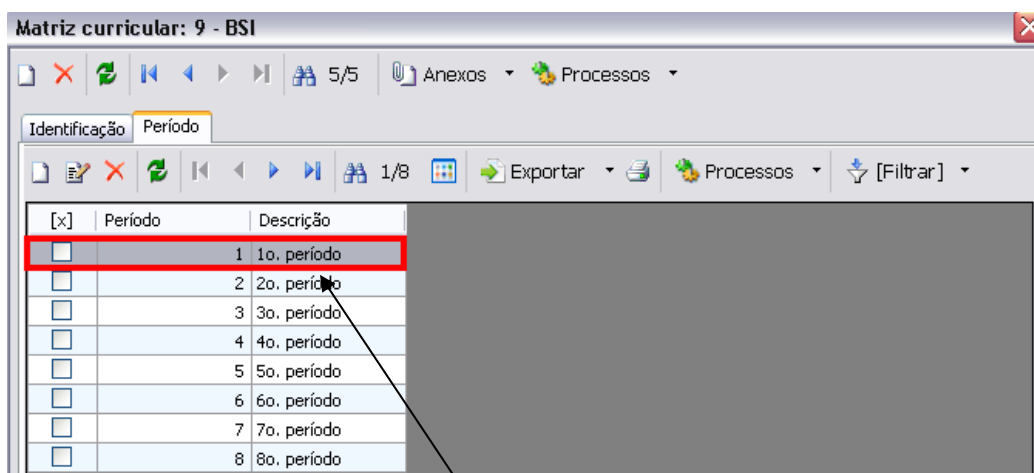 Matriz curricular: 9 - BSI
5/5 Anexos Processos
Identificação Período
1/8 Exportar Processos [Filtrar]
[x] Período Descrição
1 1o. período
2 2o. período
3 3o. período
4 4o. período
5 5o. período
6 6o. período
7 7o. período
8 8o. período